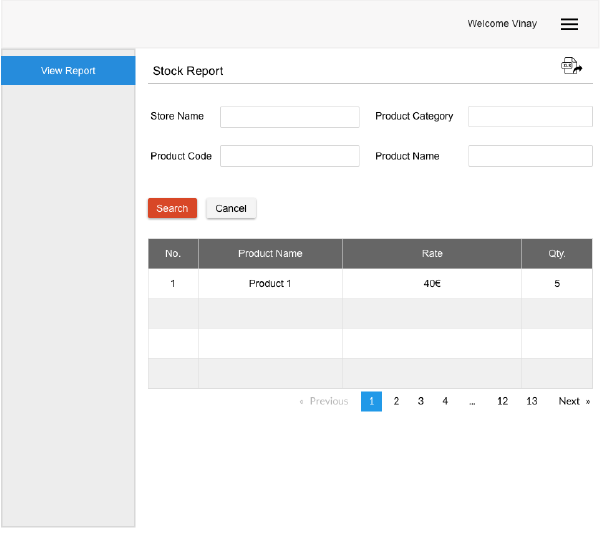 Welcome Vinay
View Report
Stock Report
Store Name
Product Category
Product Code
Product Name
Search Cancel
No. Product Name Rate Qty.
1 Product 1 40€ 5
« Previous 1 2 3 4 ... 12 13 Next »